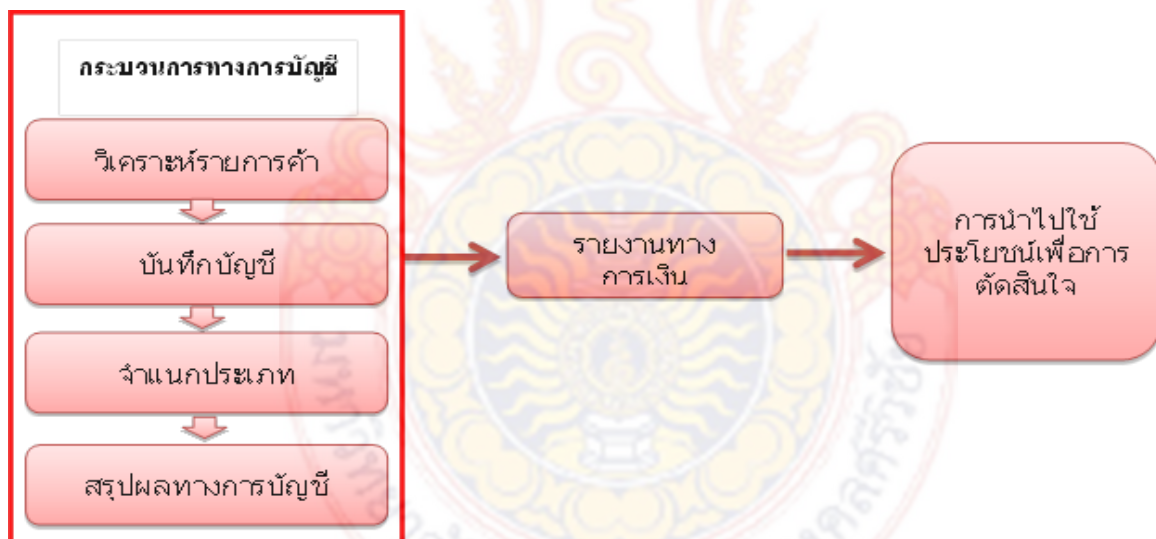 กระบวนการทางการบัญชี
วิเคราะห์รายการค้า
บันทึกบัญชี
จำแนกประเภท
สรุปผลทางการบัญชี
รายงานทาง
การเงิน
การนำไปใช้
ประโยชน์เพื่อการ
ตัดสินใจ